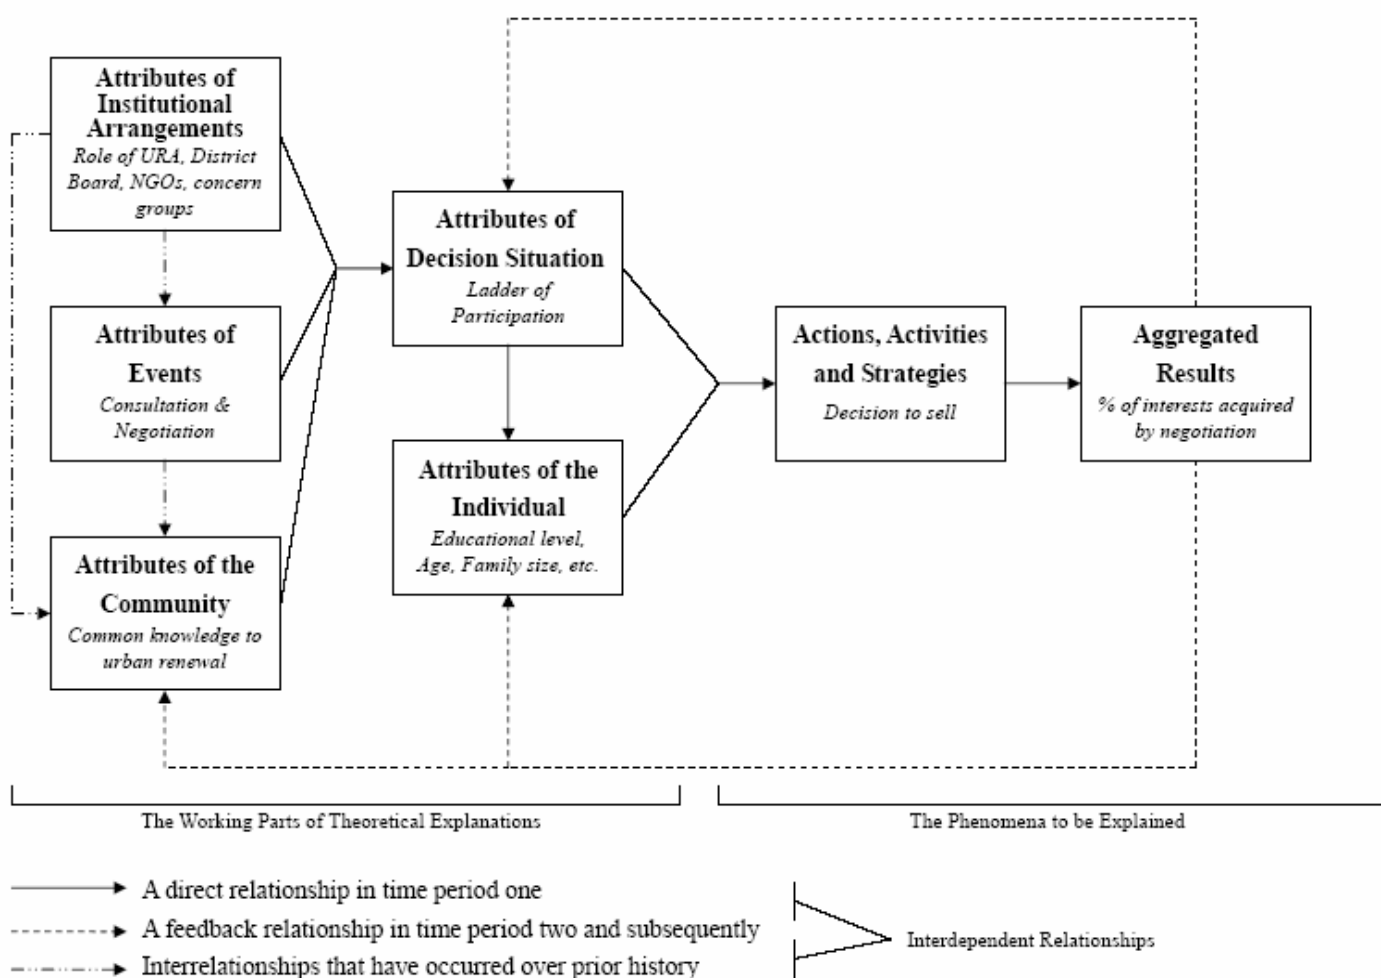 Attributes of
Institutional
Arrangements
Role of URA, District
Board, NGOs, concern
groups
Attributes of
Events
Consultation &
Negotiation
Attributes of the
Community
Common knowledge to
urban renewal
Attributes of
Decision Situation
Ladder of
Participation
Attributes of the
Individual
Educational level,
Age, Family size, etc.
Actions, Activities
and Strategies
Decision to sell
Aggregated
Results
% of interests acquired
by negotiation
The Working Parts of Theoretical Explanations
The Phenomena to be Explained
A direct relationship in time period one
A feedback relationship in time period two and subsequently
Interrelationships that have occurred over prior history
Interdependent Relationships